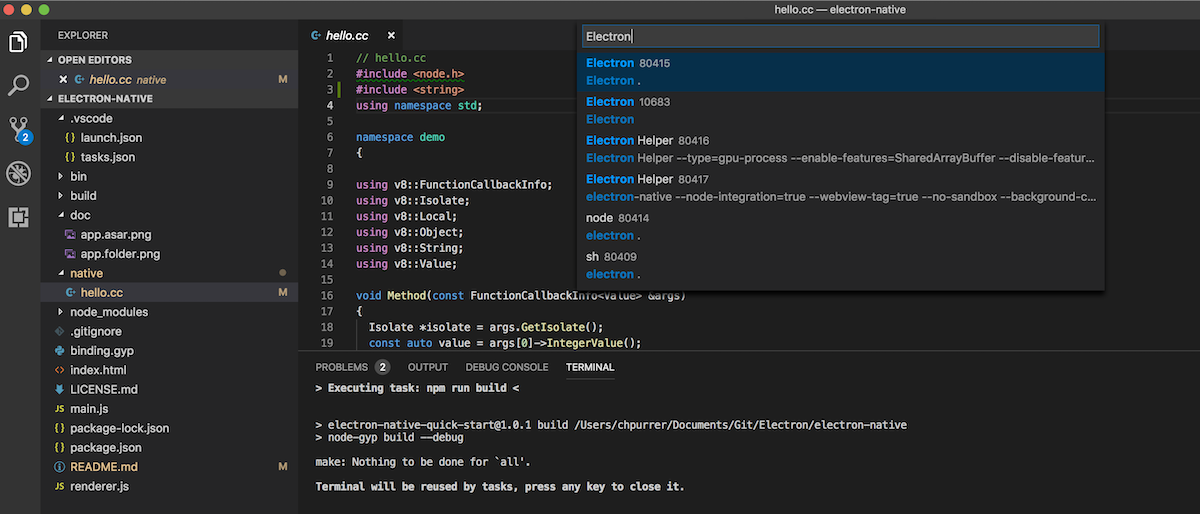 hello.cc — electron-native
EXPLORER
OPEN EDITORS
hello.cc native M
ELECTRON-NATIVE
.vscode
{} launch.json
{} tasks.json
bin
build
doc
app.asar.png
app.folder.png
native
hello.cc M
node_modules
.gitignore
binding.gyp
<> index.html
LICENSE.md
JS main.js
{} package-lock.json
{} package.json
README.md M
JS renderer.js
2
hello.cc
1 // hello.cc
2 #include <node.h>
3 #include <string>
4 using namespace std;
5
6 namespace demo
7 {
8
9 using v8::FunctionCallbackInfo;
10 using v8::Isolate;
11 using v8::Local;
12 using v8::Object;
13 using v8::String;
14 using v8::Value;
15
16 void Method(const FunctionCallbackInfo<Value> &args)
17 {
18 Isolate *isolate = args.GetIsolate();
19 const auto value = args[0]->IntegerValue();
Electron
Electron 80415
Electron .
Electron 10683
Electron
Electron Helper 80416
Electron Helper --type=gpu-process --enable-features=SharedArrayBuffer --disable-featur...
Electron Helper 80417
electron-native --node-integration=true --webview-tag=true --no-sandbox --background-c...
node 80414
electron .
sh 80409
electron .
PROBLEMS 2 OUTPUT DEBUG CONSOLE TERMINAL
> Executing task: npm run build <
> electron-native-quick-start@1.0.1 build /Users/chpurrer/Documents/Git/Electron/electron-native
> node-gyp build --debug
make: Nothing to be done for `all'.
Terminal will be reused by tasks, press any key to close it.